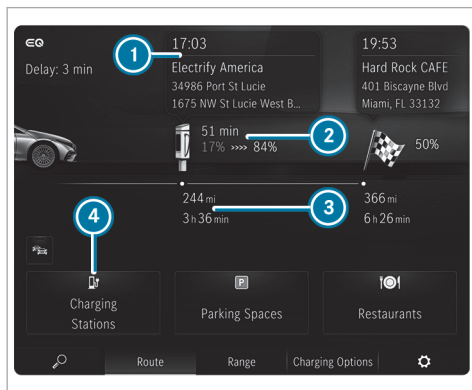 EQ
Delay: 3 min
1
17:03
Electrify America
34986 Port St Lucie
1675 NW St Lucie West B...
19:53
Hard Rock CAFE
401 Biscayne Blvd
Miami, FL 33132
51 min
17% »»» 84%
2
50%
244 mi
3 h 36 min
3
366 mi
6 h 26 min
4
Charging
Stations
P
Parking Spaces
Restaurants
Route
Range
Charging Options